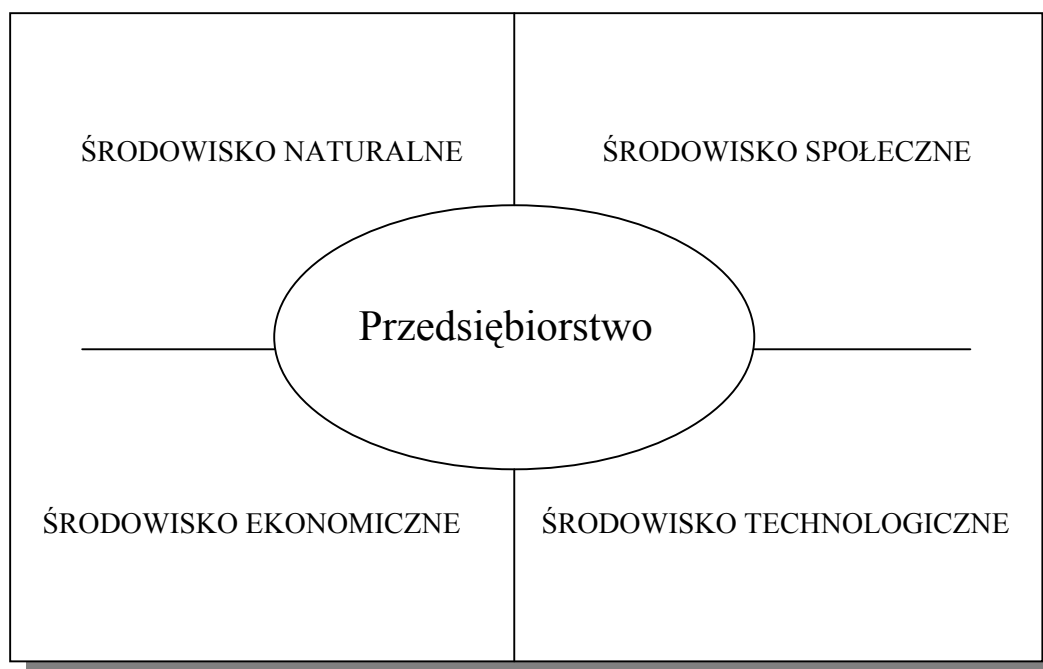 ŚRODOWISKO NATURALNE
ŚRODOWISKO SPOŁECZNE
Przedsiębiorstwo
ŚRODOWISKO EKONOMICZNE
ŚRODOWISKO TECHNOLOGICZNE